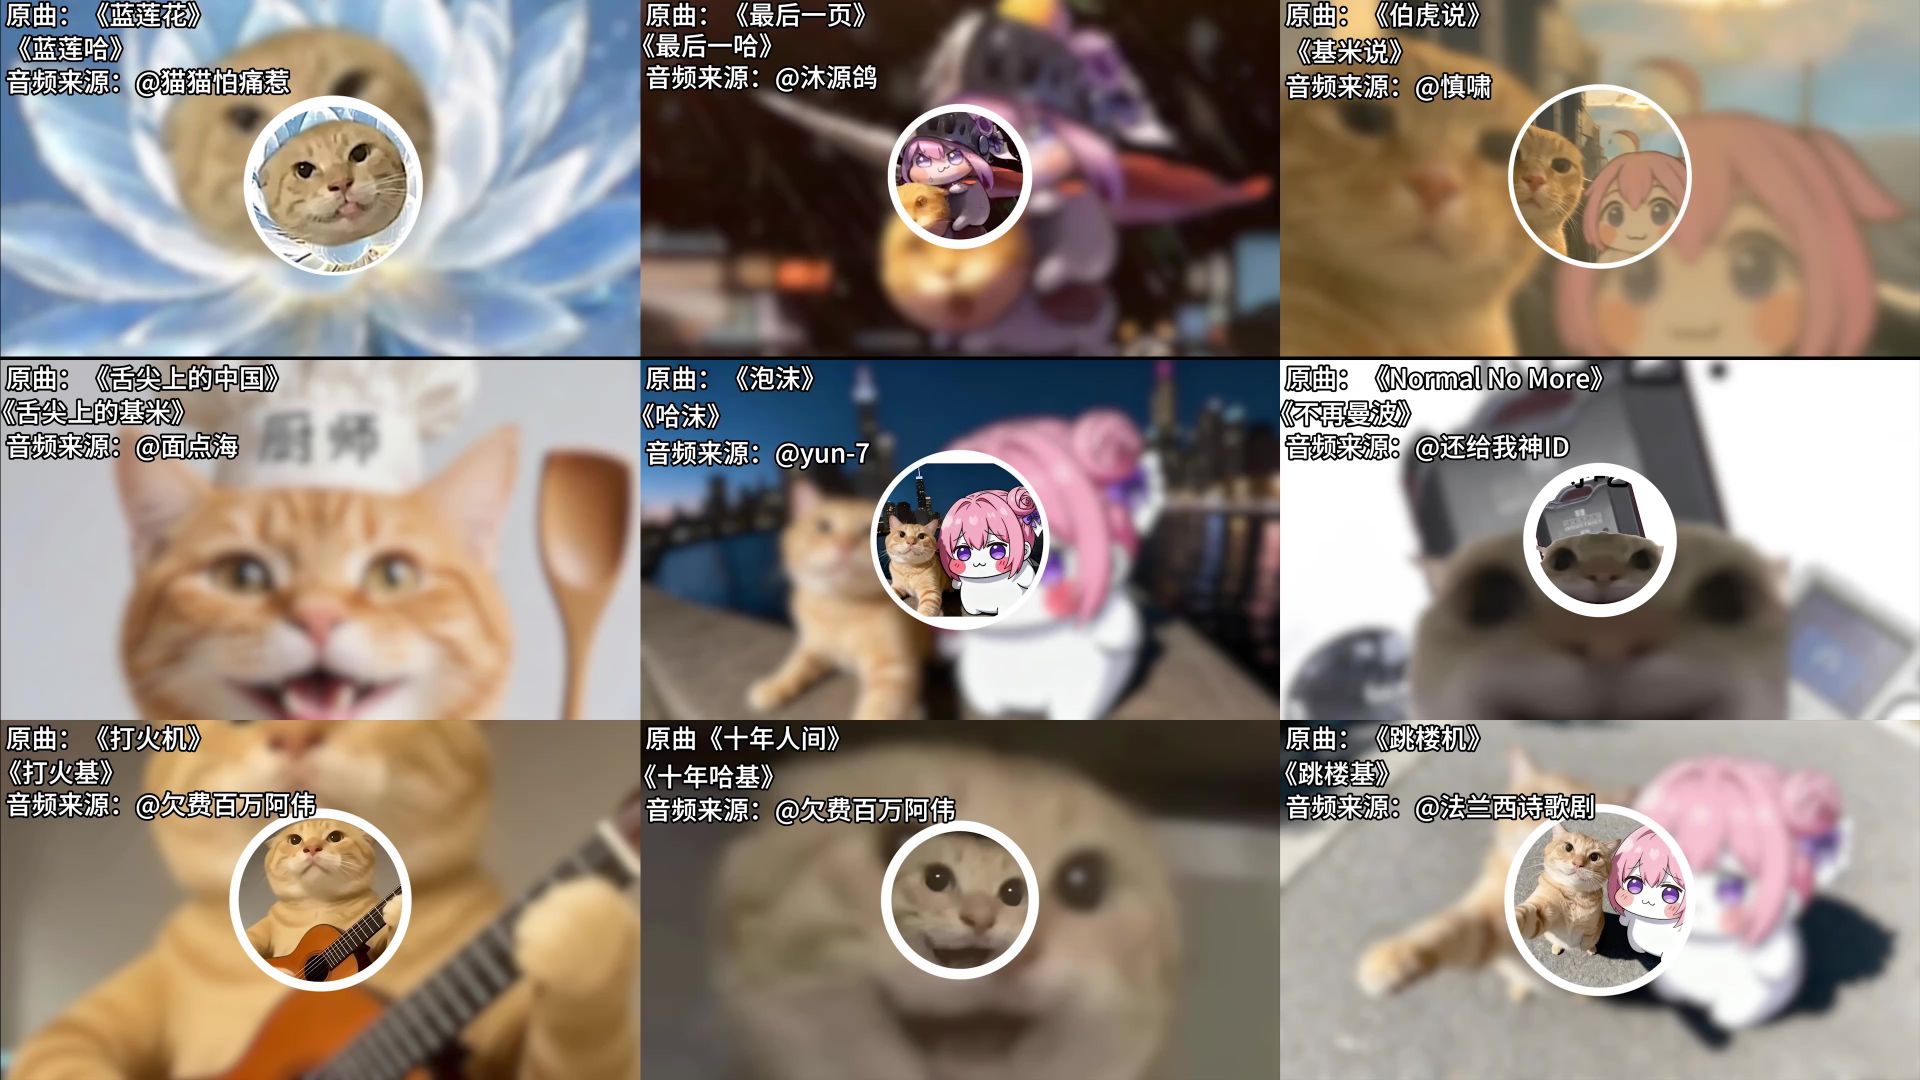 原曲：《蓝莲花》
《蓝莲哈》
音频来源：@猫猫怕痛惹
原曲：《最后一页》
《最后一哈》
音频来源：@沐源鸽
原曲：《伯虎说》
《基米说》
音频来源：@慎啸
原曲：《舌尖上的中国》
《舌尖上的基米》
音频来源：@面点海
厨师
原曲：《泡沫》
《哈沫》
音频来源：@yun-7
原曲：《Normal No More》
《不再曼波》
音频来源：@还给我神ID
原曲：《打火机》
《打火基》
音频来源：@欠费百万阿伟
原曲《十年人间》
《十年哈基》
音频来源：@欠费百万阿伟
原曲：《跳楼机》
《跳楼基》
音频来源：@法兰西诗歌剧